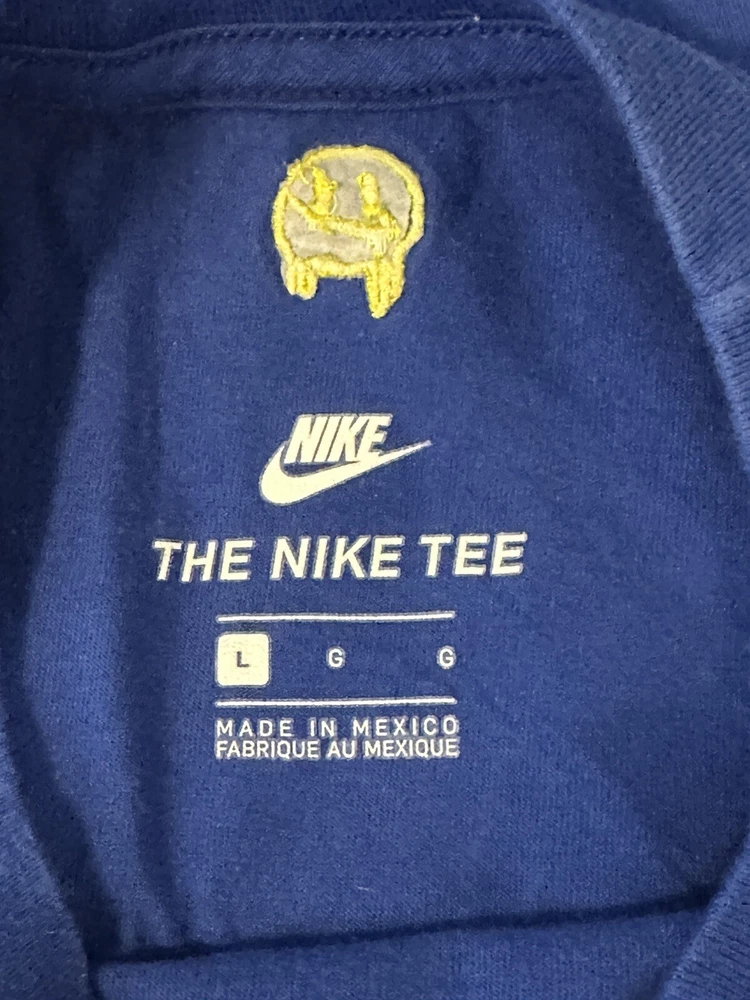 NIKE
THE NIKE TEE
L G G
MADE IN MEXICO
FABRIQUE AU MEXIQUE